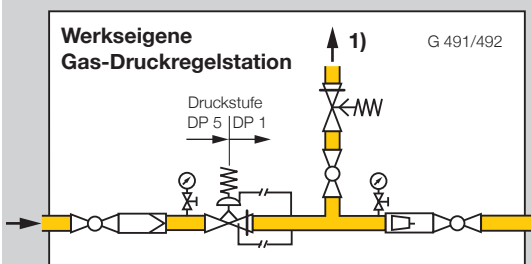 Werkseigene
Gas-Druckregelstation
1)
G 491/492
Druckstufe
DP 5 DP 1